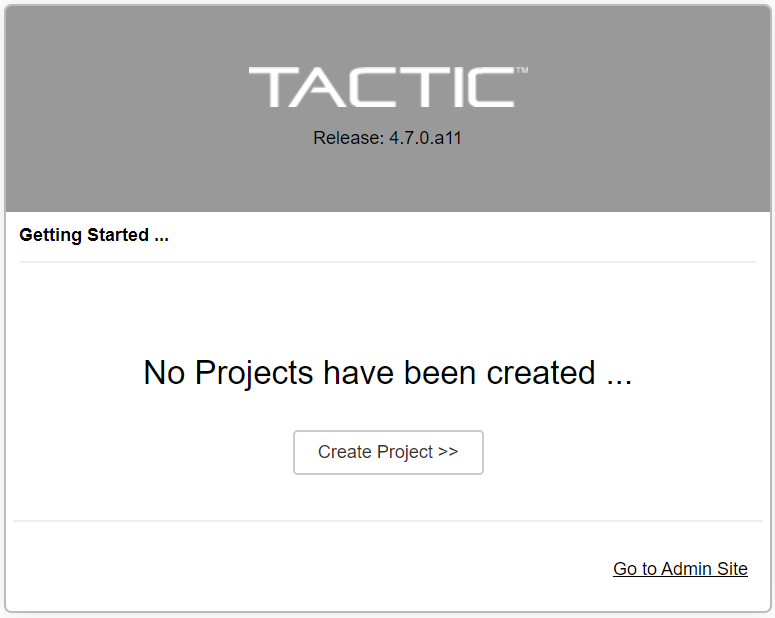 TACTIC™
Release: 4.7.0.a11
Getting Started ...
No Projects have been created ...
Create Project >>
Go to Admin Site